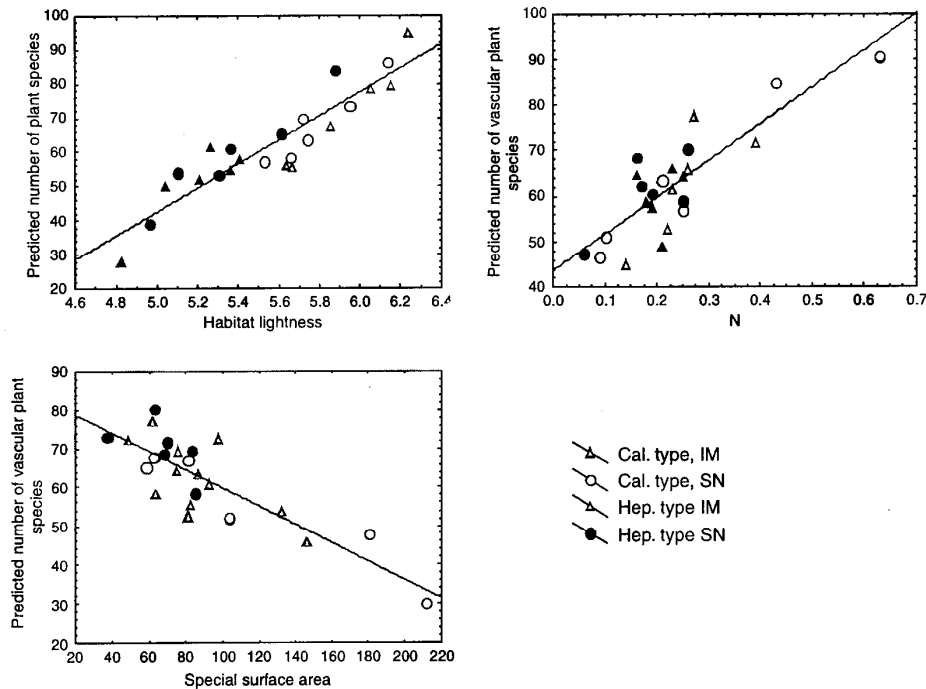 Predicted number of plant species
100
90
80
70
60
50
40
30
20
4.6 4.8 5.0 5.2 5.4 5.6 5.8 6.0 6.2 6.4
Habitat lightness
Predicted number of vascular plant
species
100
90
80
70
60
50
40
0.0 0.1 0.2 0.3 0.4 0.5 0.6 0.7
N
Predicted number of vascular plant
species
90
80
70
60
50
40
30
20
20 40 60 80 100 120 140 160 180 200 220
Special surface area
Cal. type, IM
Cal. type, SN
Hep. type IM
Hep. type SN